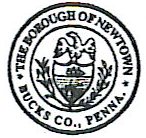 * THE BOROUGH OF NEWTOWN *
BUCKS CO., PENNA.